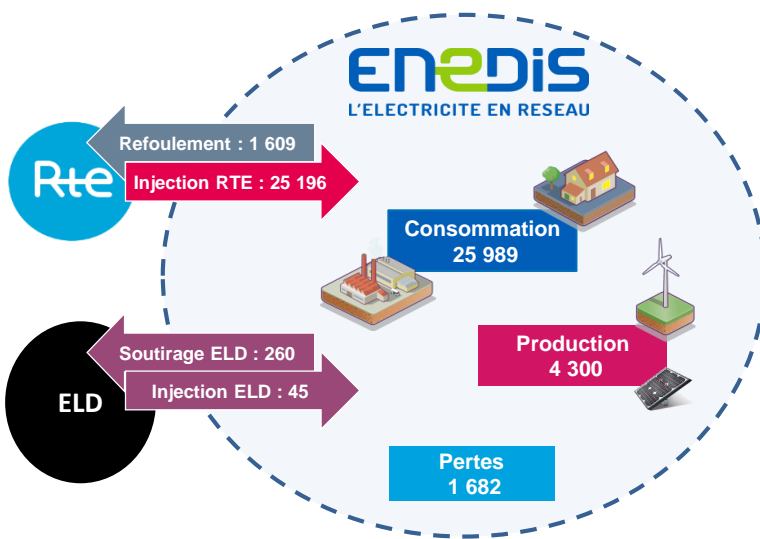 ENEDIS
L'ELECTRICITE EN RESEAU
Rte
Refoulement : 1 609
Injection RTE : 25 196
Consommation
25 989
Production
4 300
ELD
Soutirage ELD : 260
Injection ELD : 45
Pertes
1 682